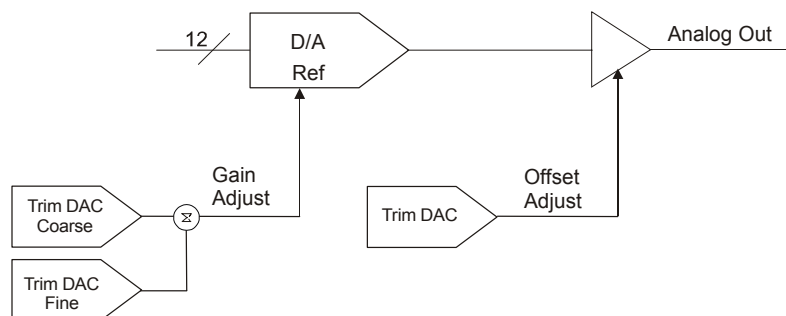 12
D/A
Ref
Analog Out
Gain
Adjust
Offset
Adjust
Trim DAC
Coarse
Trim DAC
Trim DAC
Fine
Σ